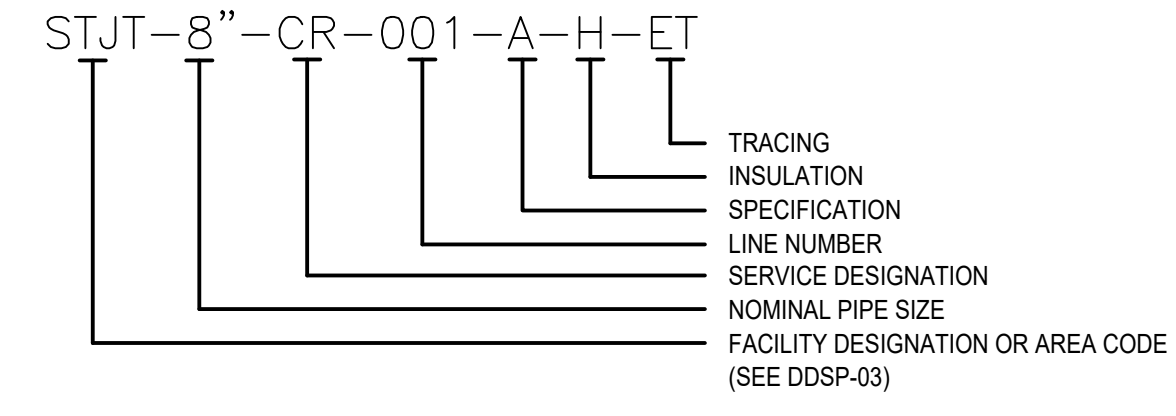 STJT-8”-CR-001-A-H-ET
TRACING
INSULATION
SPECIFICATION
LINE NUMBER
SERVICE DESIGNATION
NOMINAL PIPE SIZE
FACILITY DESIGNATION OR AREA CODE
(SEE DDSP-03)